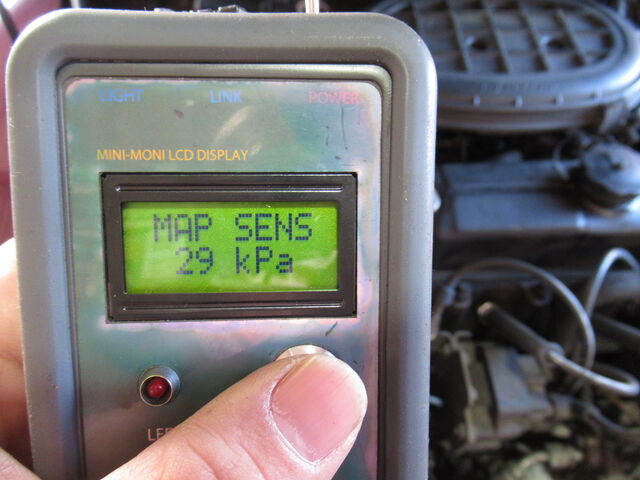 LIGHT LINK POWER
MINI-MONI LCD DISPLAY
MAP SENS
29 kPa